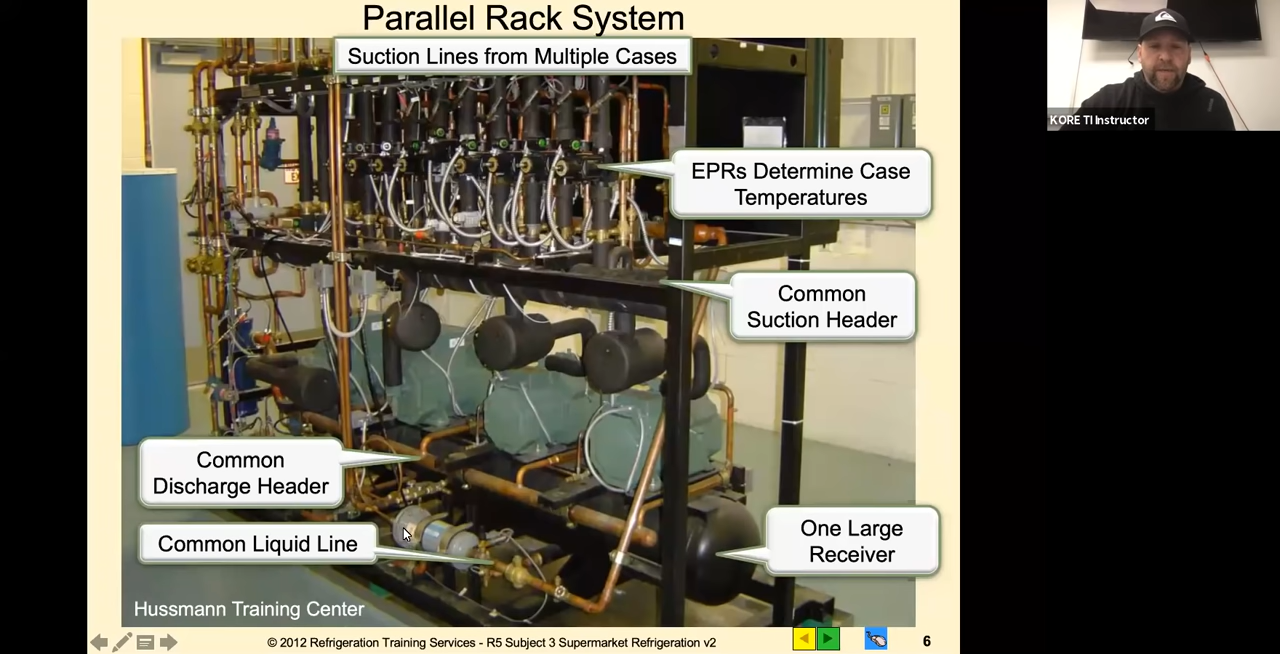 Parallel Rack System
Suction Lines from Multiple Cases
KORE TI Instructor
EPRs Determine Case
Temperatures
Common
Suction Header
Common
Discharge Header
Common Liquid Line
One Large
Receiver
Hussmann Training Center
© 2012 Refrigeration Training Services - R5 Subject 3 Supermarket Refrigeration v2
6